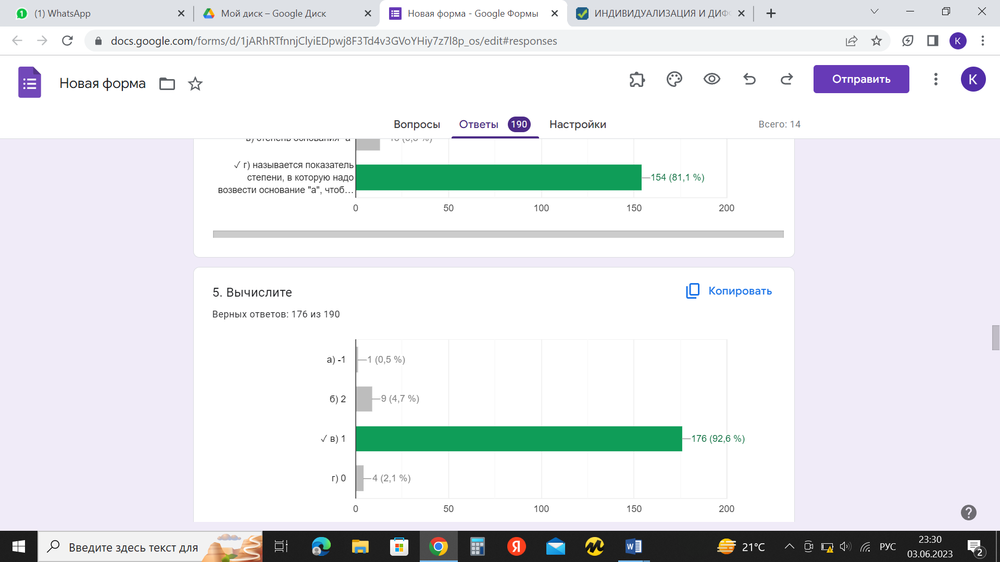 (1) WhatsApp
Мой диск – Google Диск
Новая форма - Google Формы
ИНДИВИДУАЛИЗАЦИЯ И ДИФ
docs.google.com/forms/d/1jARhRTfnnjClyiEDpwj8F3Td4v3GVoYHiy7z7l8p_os/edit#responses
K
Новая форма
Отправить
K
Вопросы
Ответы 190
Настройки
Всего: 14
в) степень основания "а"
✓ г) называется показатель
степени, в которую надо
возвести основание "а", чтоб…
154 (81,1 %)
0 50 100 150 200
5. Вычислите
Копировать
Верных ответов: 176 из 190
а) -1
1 (0,5 %)
б) 2
9 (4,7 %)
✓ в) 1
176 (92,6 %)
г) 0
4 (2,1 %)
0 50 100 150 200
Введите здесь текст для
21°C
РУС
23:30
03.06.2023
2